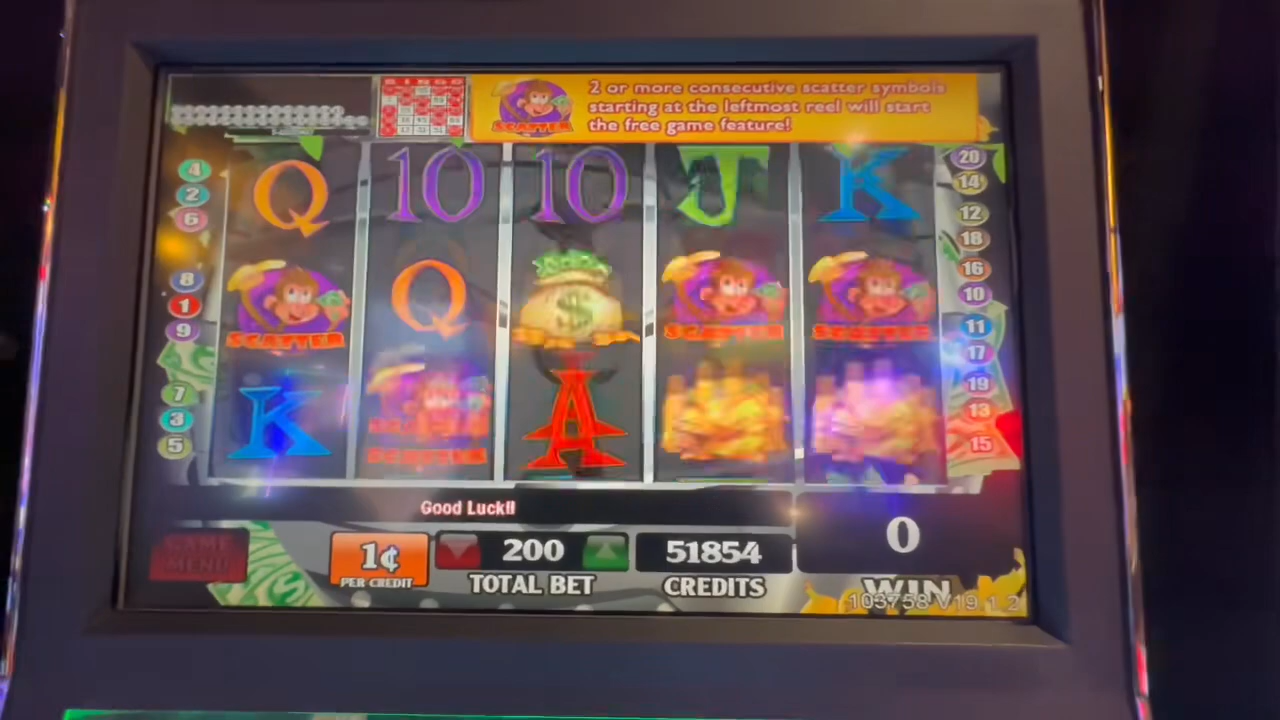 BINGO
SCATTER
2 or more consecutive scatter symbols
starting at the leftmost reel will start
the free game feature!
4
2
6
8
1
9
7
3
5
Q
10
10
J
K
SCATTER
Q
$
SCATTER
SCATTER
K
SCATTER
A
20
14
12
18
16
10
11
17
19
13
15
Good Luck!!
GAME
MENU
1¢
PER CREDIT
200
TOTAL BET
51854
CREDITS
0
WIN
103758 V19 1.2